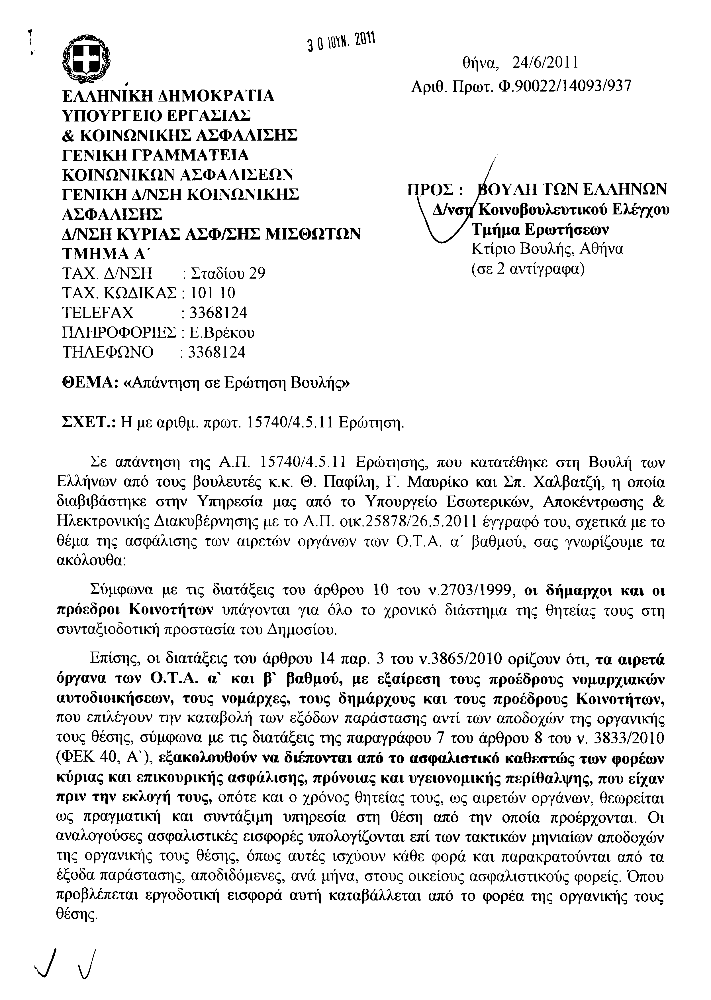 3 0 ΙΟΥΝ. 2011
θήνα, 24/6/2011
Αριθ. Πρωτ. Φ.90022/14093/937
ΕΛΛΗΝΙΚΗ ΔΗΜΟΚΡΑΤΙΑ
ΥΠΟΥΡΓΕΙΟ ΕΡΓΑΣΙΑΣ
& ΚΟΙΝΩΝΙΚΗΣ ΑΣΦΑΛΙΣΗΣ
ΓΕΝΙΚΗ ΓΡΑΜΜΑΤΕΙΑ
ΚΟΙΝΩΝΙΚΩΝ ΑΣΦΑΛΙΣΕΩΝ
ΓΕΝΙΚΗ Δ/ΝΣΗ ΚΟΙΝΩΝΙΚΗΣ
ΑΣΦΑΛΙΣΗΣ
Δ/ΝΣΗ ΚΥΡΙΑΣ ΑΣΦ/ΣΗΣ ΜΙΣΘΩΤΩΝ
ΤΜΗΜΑ Α΄
ΤΑΧ. Δ/ΝΣΗ : Σταδίου 29
ΤΑΧ. ΚΩΔΙΚΑΣ : 101 10
TELEFAX : 3368124
ΠΛΗΡΟΦΟΡΙΕΣ : Ε.Βρέκου
ΤΗΛΕΦΩΝΟ : 3368124
ΠΡΟΣ : ΒΟΥΛΗ ΤΩΝ ΕΛΛΗΝΩΝ
Δ/νση Κοινοβουλευτικού Ελέγχου
Τμήμα Ερωτήσεων
Κτίριο Βουλής, Αθήνα
(σε 2 αντίγραφα)
ΘΕΜΑ: «Απάντηση σε Ερώτηση Βουλής»
ΣΧΕΤ.: Η με αριθμ. πρωτ. 15740/4.5.11 Ερώτηση.
Σε απάντηση της Α.Π. 15740/4.5.11 Ερώτησης, που κατατέθηκε στη Βουλή των
Ελλήνων από τους βουλευτές κ.κ. Θ. Παφίλη, Γ. Μαυρίκο και Σπ. Χαλβατζή, η οποία
διαβιβάστηκε στην Υπηρεσία μας από το Υπουργείο Εσωτερικών, Αποκέντρωσης &
Ηλεκτρονικής Διακυβέρνησης με το Α.Π. οικ.25878/26.5.2011 έγγραφό του, σχετικά με το
θέμα της ασφάλισης των αιρετών οργάνων των Ο.Τ.Α. α΄ βαθμού, σας γνωρίζουμε τα
ακόλουθα:
Σύμφωνα με τις διατάξεις του άρθρου 10 του ν.2703/1999, οι δήμαρχοι και οι
πρόεδροι Κοινοτήτων υπάγονται για όλο το χρονικό διάστημα της θητείας τους στη
συνταξιοδοτική προστασία του Δημοσίου.
Επίσης, οι διατάξεις του άρθρου 14 παρ. 3 του ν.3865/2010 ορίζουν ότι, τα αιρετά
όργανα των Ο.Τ.Α. α` και β` βαθμού, με εξαίρεση τους προέδρους νομαρχιακών
αυτοδιοικήσεων, τους νομάρχες, τους δημάρχους και τους προέδρους Κοινοτήτων,
που επιλέγουν την καταβολή των εξόδων παράστασης αντί των αποδοχών της οργανικής
τους θέσης, σύμφωνα με τις διατάξεις της παραγράφου 7 του άρθρου 8 του ν. 3833/2010
(ΦΕΚ 40, Α`), εξακολουθούν να διέπονται από το ασφαλιστικό καθεστώς των φορέων
κύριας και επικουρικής ασφάλισης, πρόνοιας και υγειονομικής περίθαλψης, που είχαν
πριν την εκλογή τους, οπότε και ο χρόνος θητείας τους, ως αιρετών οργάνων, θεωρείται
ως πραγματική και συντάξιμη υπηρεσία στη θέση από την οποία προέρχονται. Οι
αναλογούσες ασφαλιστικές εισφορές υπολογίζονται επί των τακτικών μηνιαίων αποδοχών
της οργανικής τους θέσης, όπως αυτές ισχύουν κάθε φορά και παρακρατούνται από τα
έξοδα παράστασης, αποδιδόμενες, ανά μήνα, στους οικείους ασφαλιστικούς φορείς. Όπου
προβλέπεται εργοδοτική εισφορά αυτή καταβάλλεται από το φορέα της οργανικής τους
θέσης.